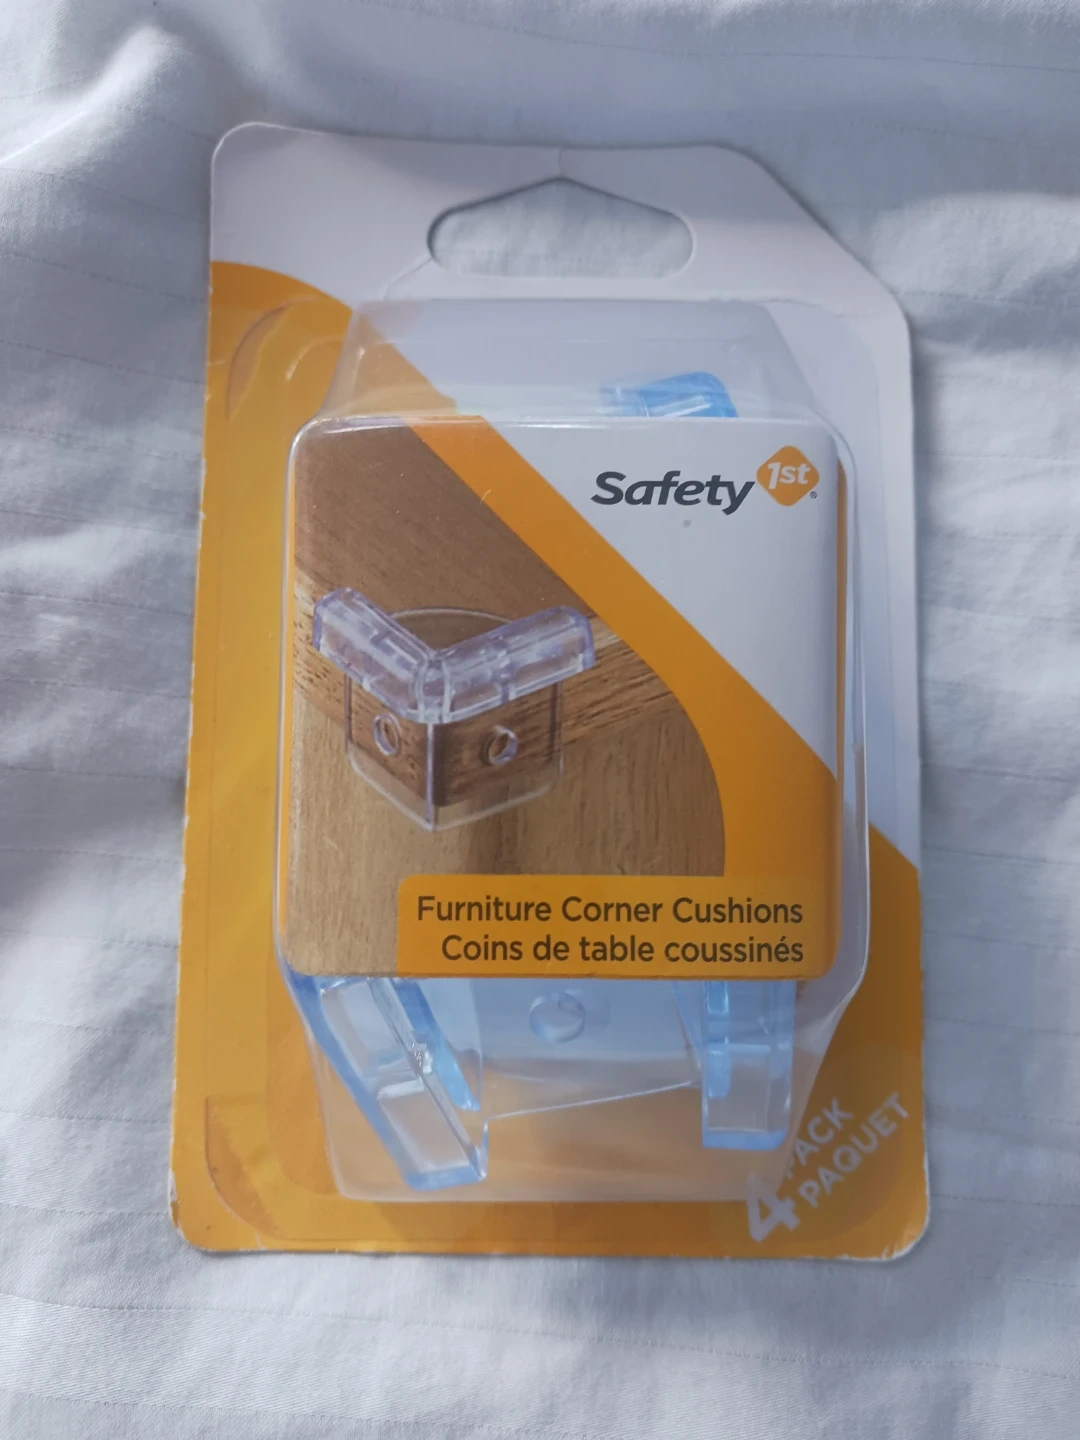 Safety 1st®
Furniture Corner Cushions
Coins de table coussinés
4 PACK
PAQUET